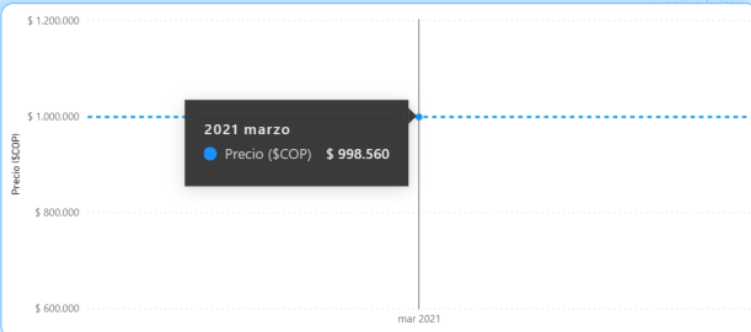 $ 1.200.000
$ 1.000.000
2021 marzo
Precio ($COP) $ 998.560
Precio ($COP)
$ 800.000
$ 600.000
mar 2021